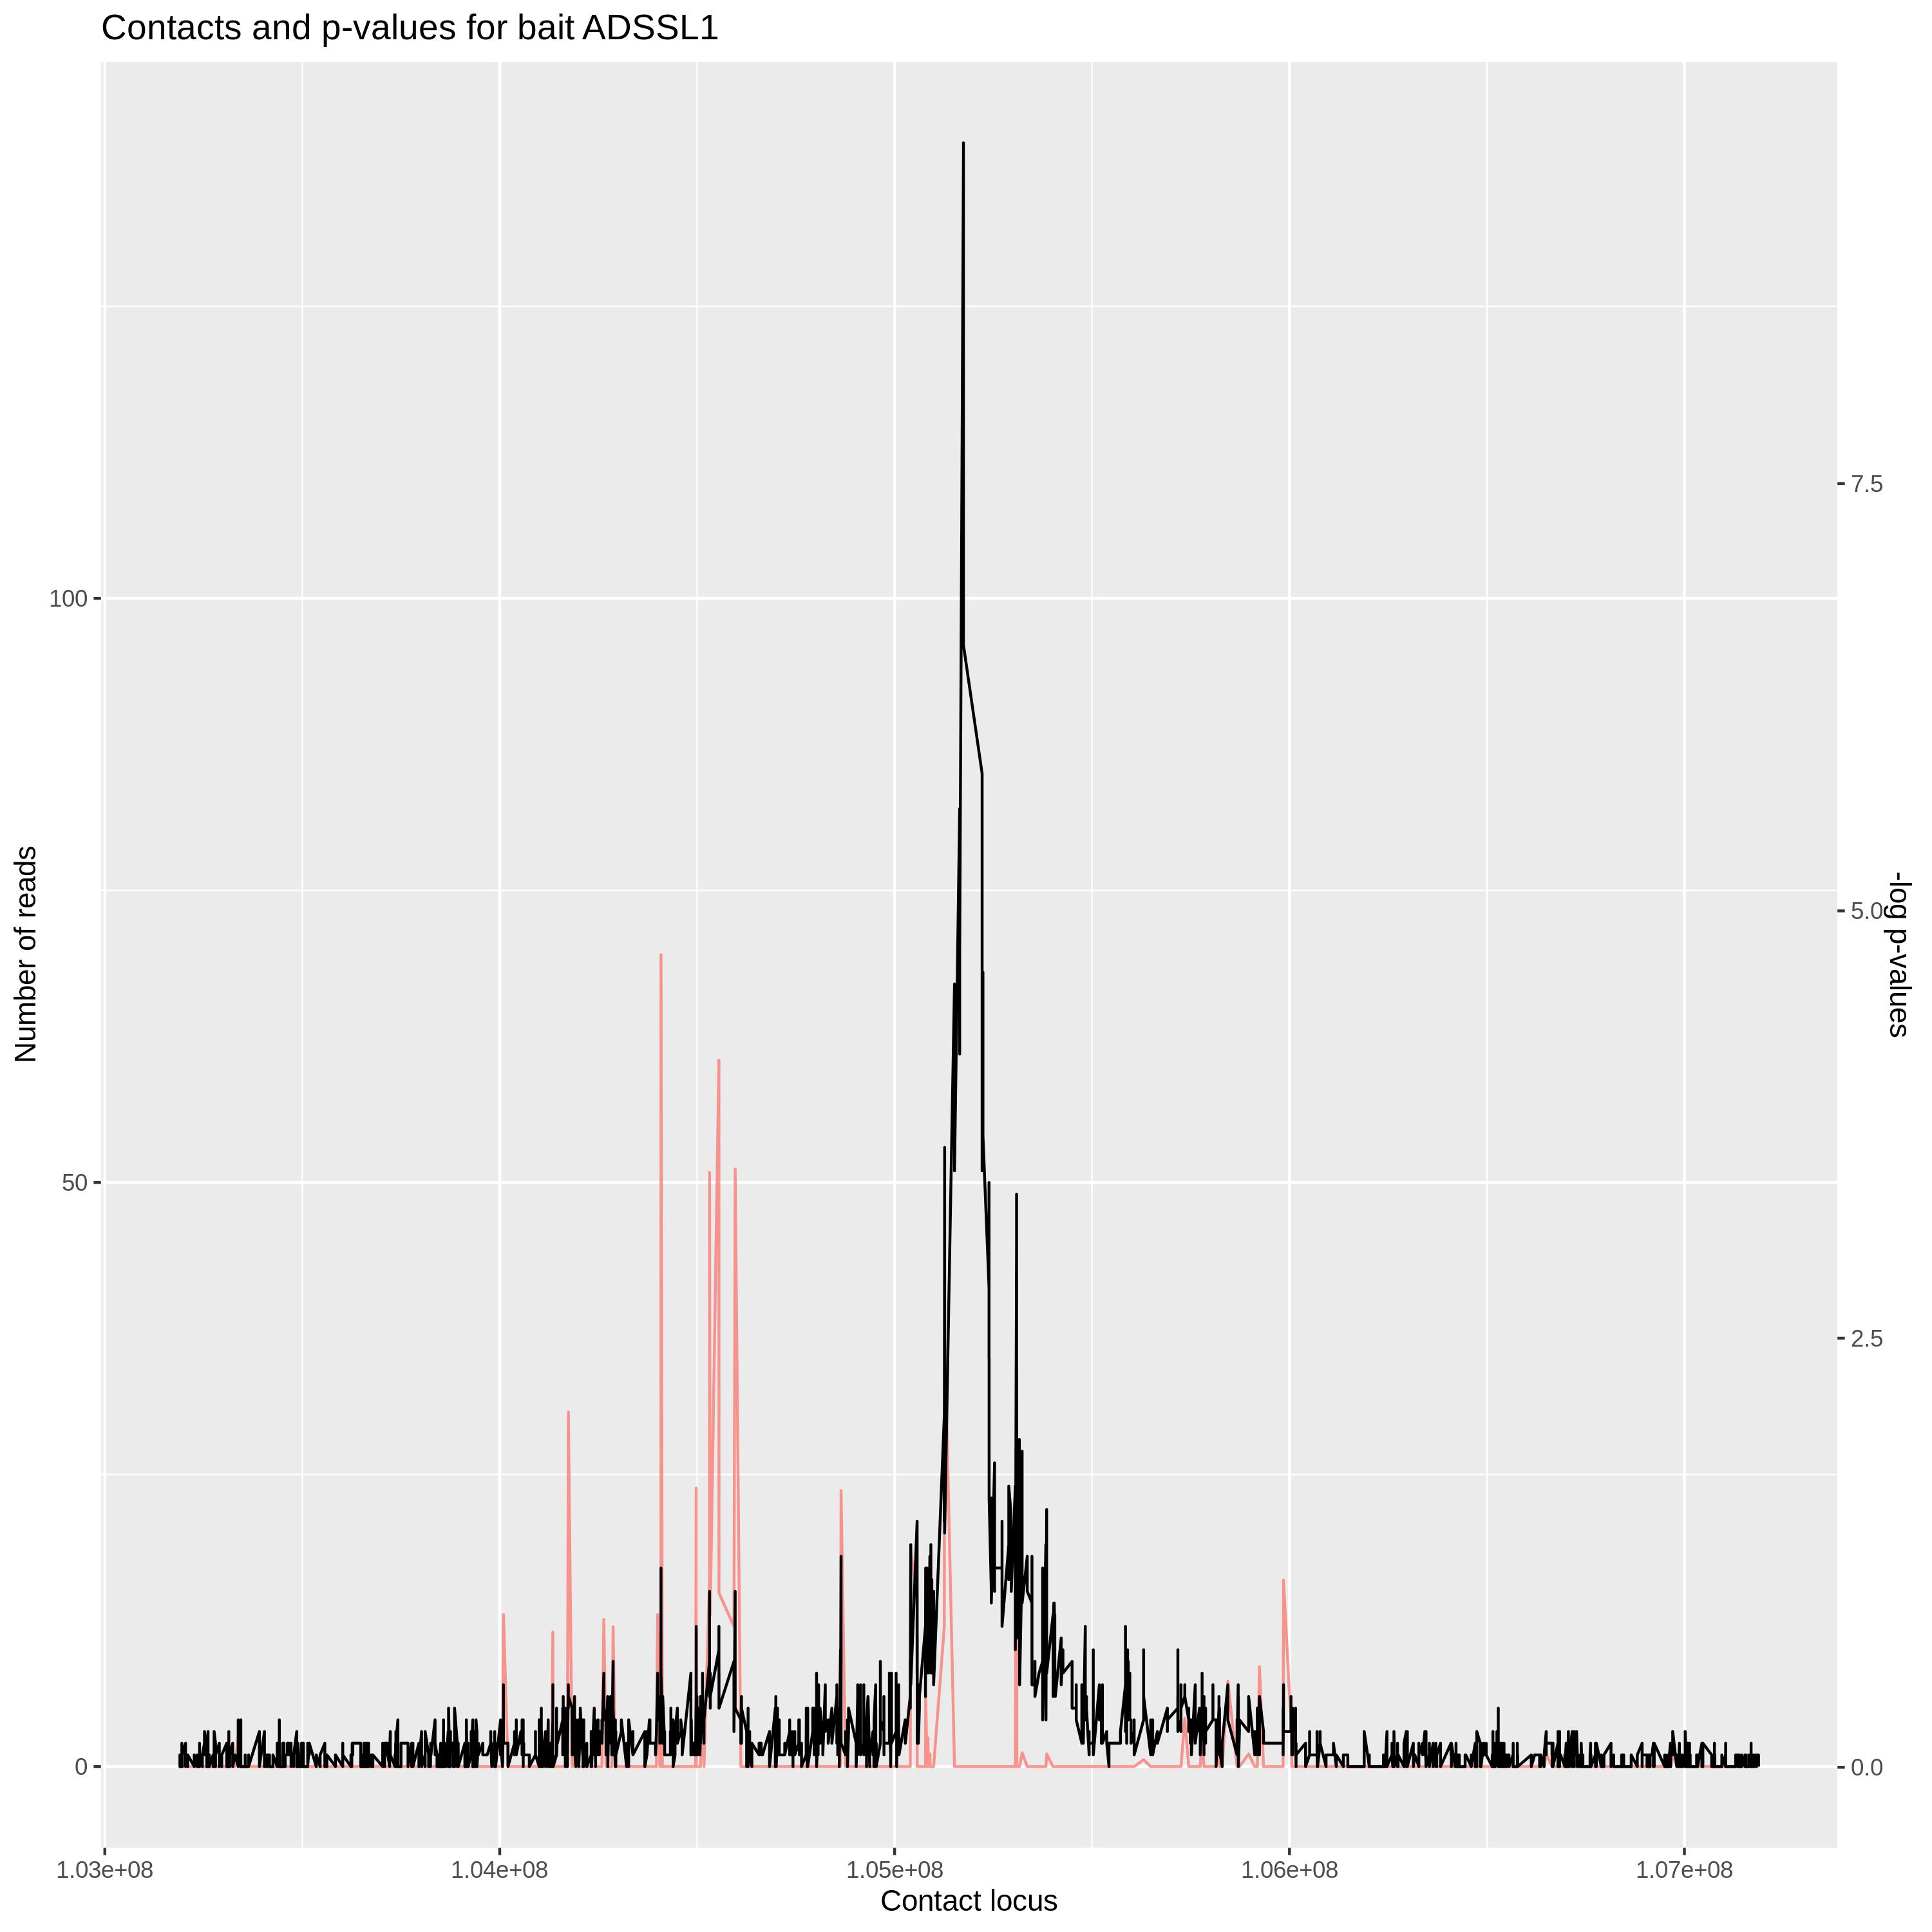 Contacts and p-values for bait ADSSL1
Number of reads
100
50
0
7.5
5.0
2.5
0.0
-log p-values
1.03e+08
1.04e+08
1.05e+08
1.06e+08
1.07e+08
Contact locus